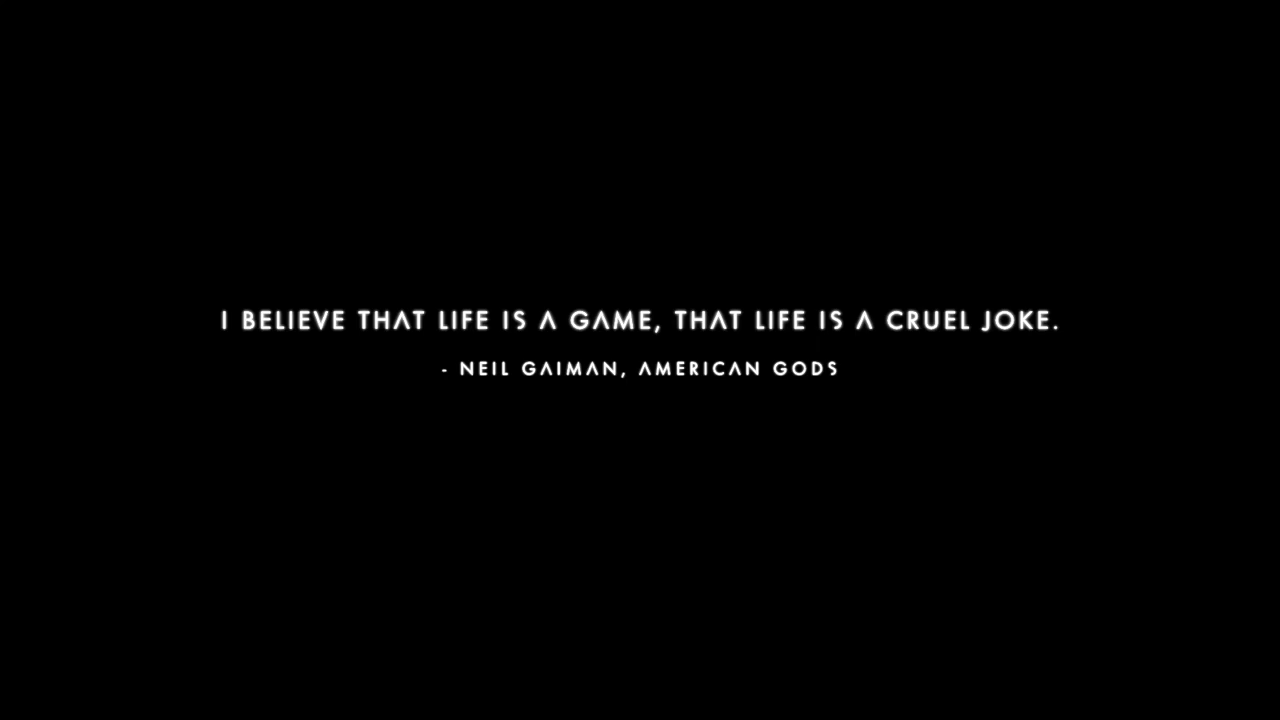 I BELIEVE THAT LIFE IS A GAME, THAT LIFE IS A CRUEL JOKE.
- NEIL GAIMAN, AMERICAN GODS